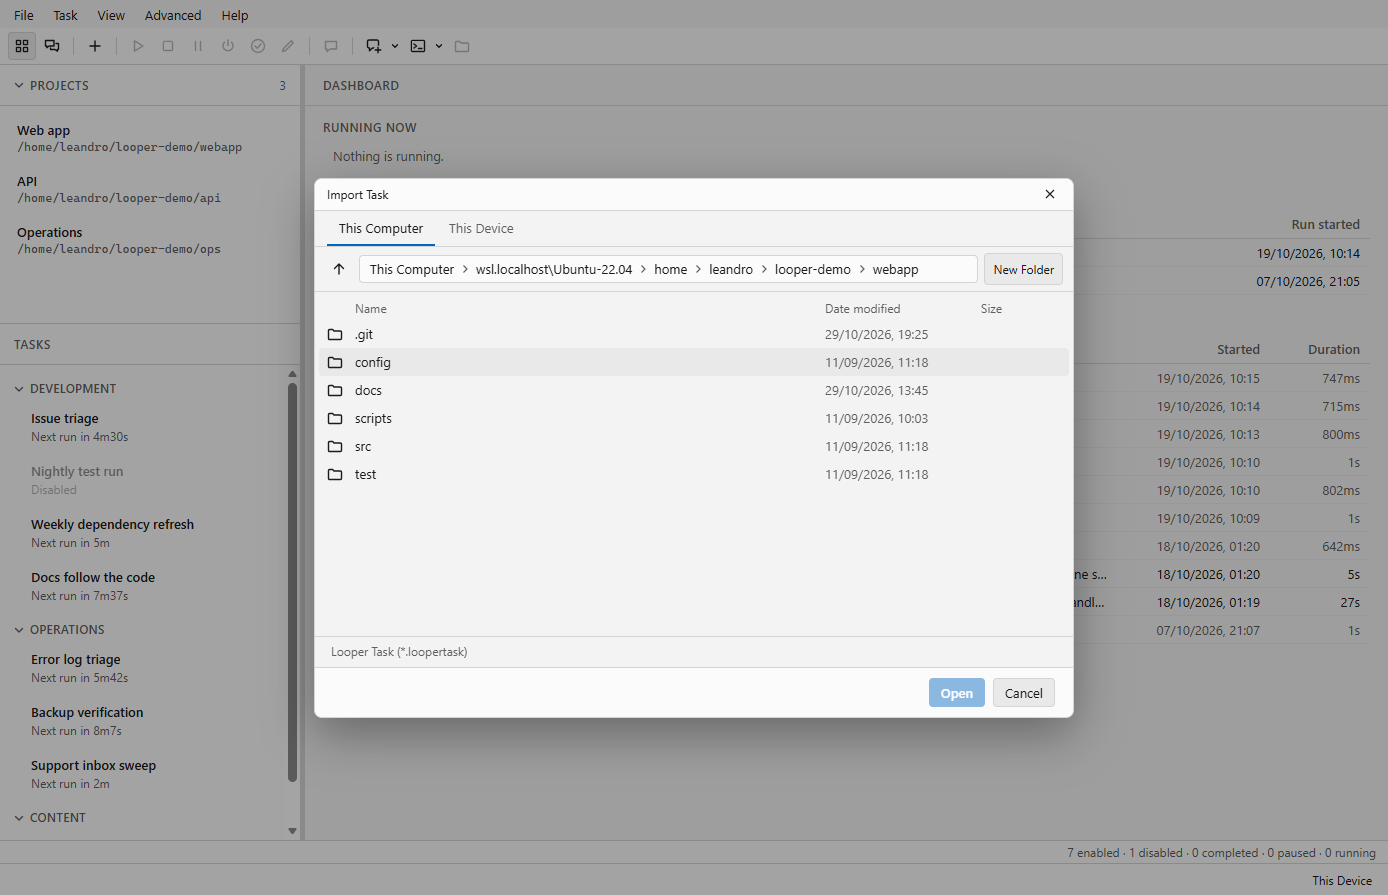 File Task View Advanced Help
PROJECTS 3
Web app
/home/leandro/looper-demo/webapp
API
/home/leandro/looper-demo/api
Operations
/home/leandro/looper-demo/ops
TASKS
DEVELOPMENT
Issue triage
Next run in 4m30s
Nightly test run
Disabled
Weekly dependency refresh
Next run in 5m
Docs follow the code
Next run in 7m37s
OPERATIONS
Error log triage
Next run in 5m42s
Backup verification
Next run in 8m7s
Support inbox sweep
Next run in 2m
CONTENT
DASHBOARD
RUNNING NOW
Nothing is running.
Run started
19/10/2026, 10:14
07/10/2026, 21:05
Started Duration
19/10/2026, 10:15 747ms
19/10/2026, 10:14 715ms
19/10/2026, 10:13 800ms
19/10/2026, 10:10 1s
19/10/2026, 10:10 802ms
19/10/2026, 10:09 1s
18/10/2026, 01:20 642ms
ne s... 18/10/2026, 01:20 5s
andl... 18/10/2026, 01:19 27s
07/10/2026, 21:07 1s
Import Task
This Computer This Device
This Computer > wsl.localhost\Ubuntu-22.04 > home > leandro > looper-demo > webapp New Folder
Name Date modified Size
.git 29/10/2026, 19:25
config 11/09/2026, 11:18
docs 29/10/2026, 13:45
scripts 11/09/2026, 10:03
src 11/09/2026, 11:18
test 11/09/2026, 11:18
Looper Task (*.loopertask)
Open Cancel
7 enabled · 1 disabled · 0 completed · 0 paused · 0 running
This Device